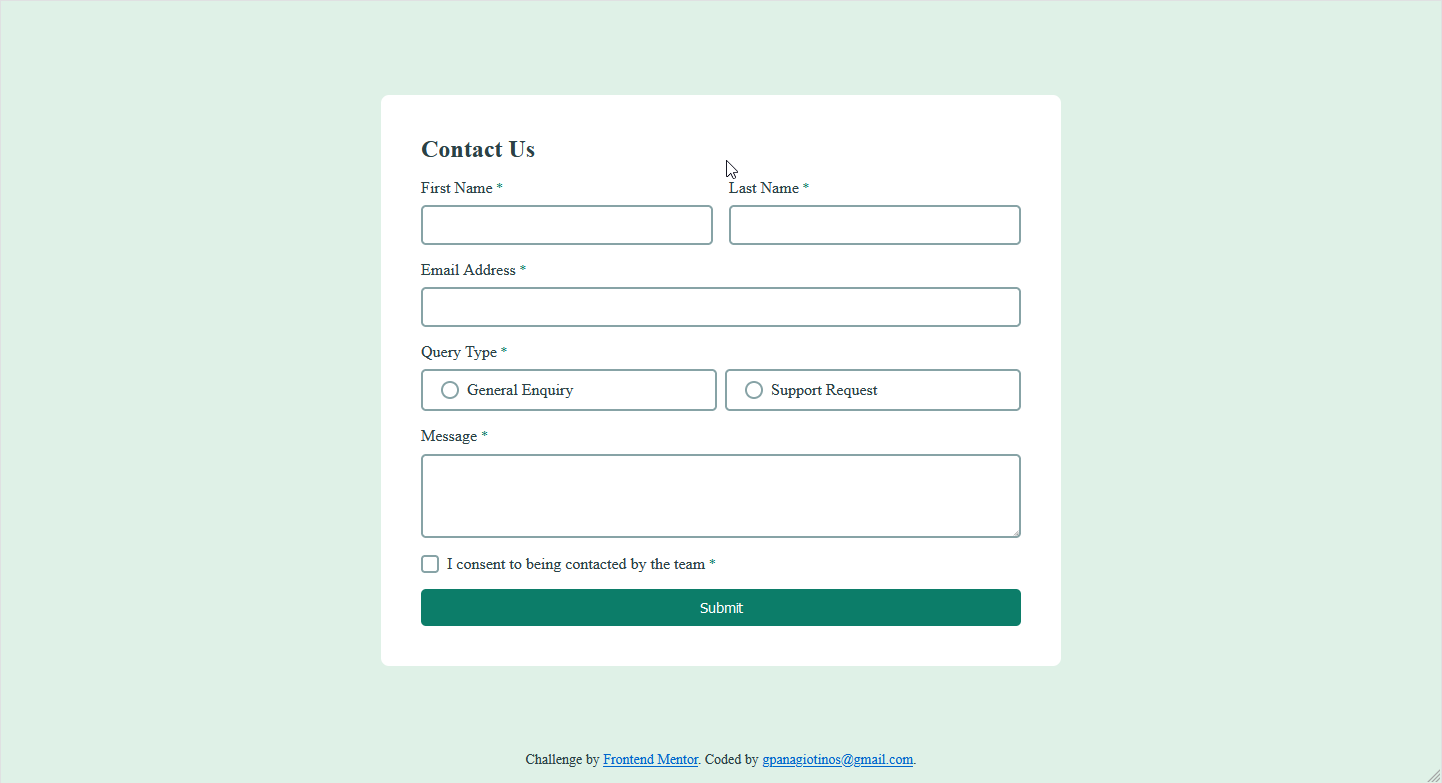 Contact Us
First Name * Last Name *
Email Address *
Query Type *
General Enquiry Support Request
Message *
I consent to being contacted by the team *
Submit
Challenge by Frontend Mentor. Coded by gpanagiotinos@gmail.com.